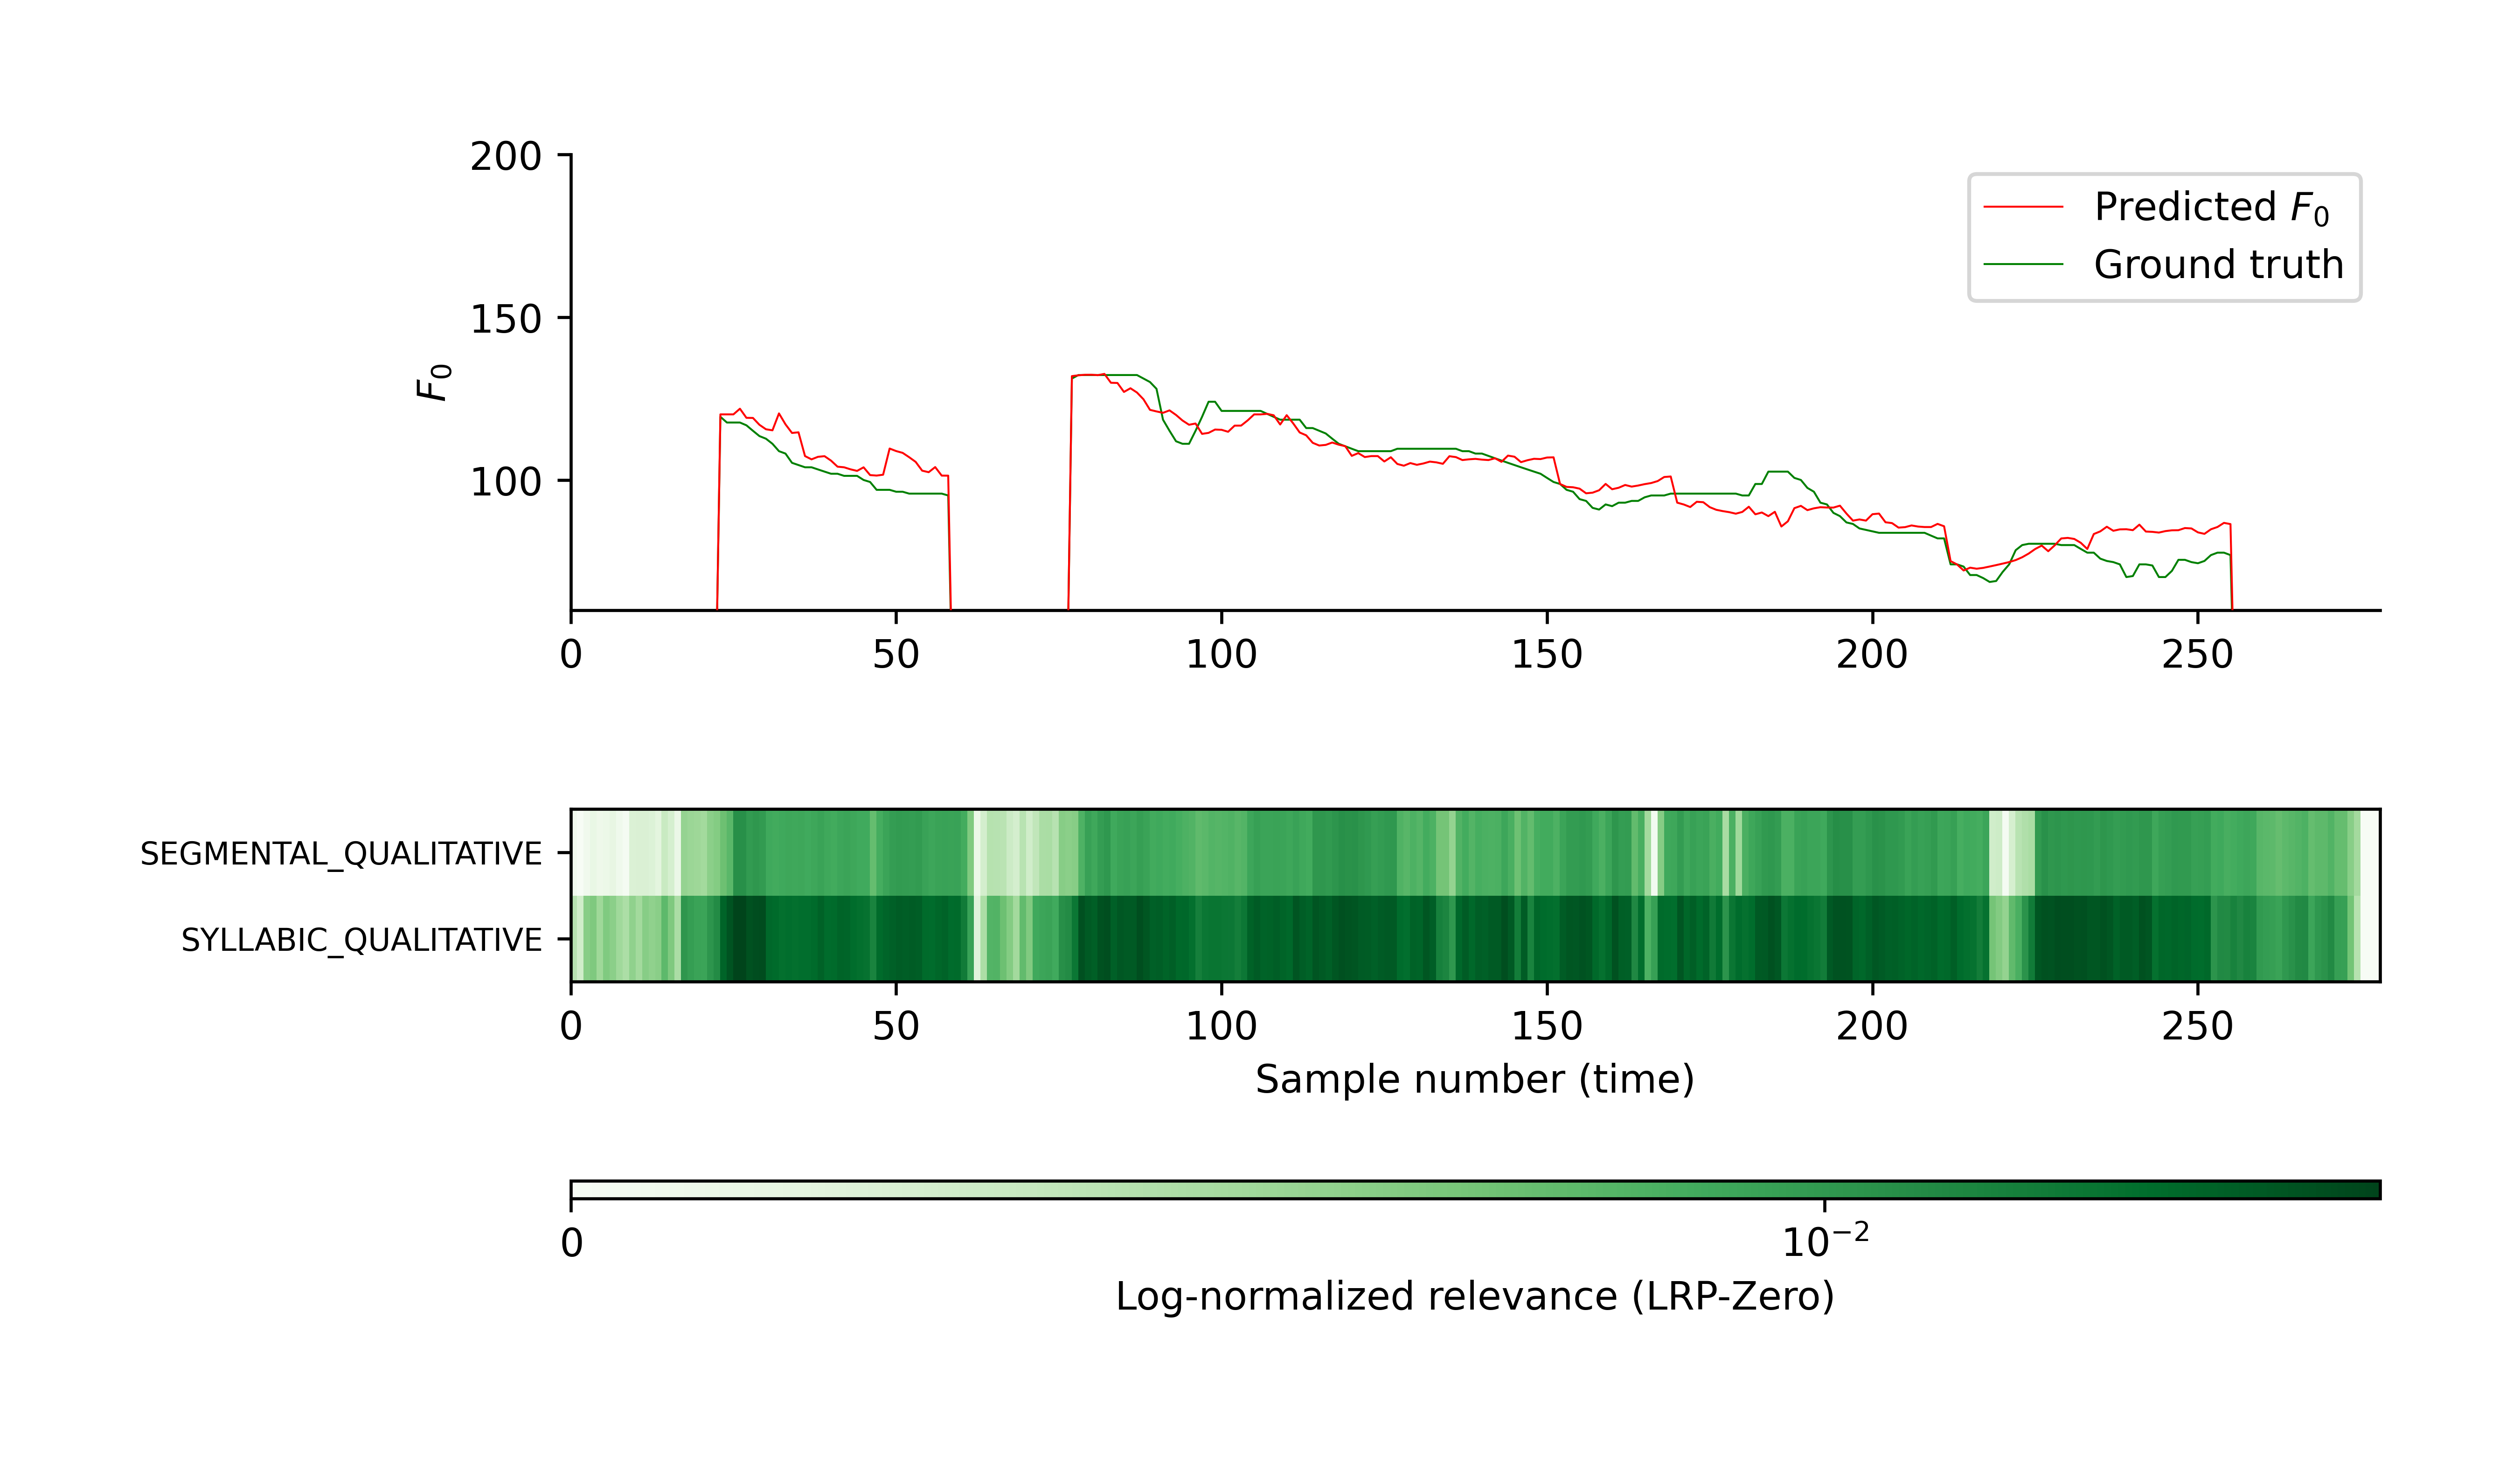 200
150
100
F₀
Predicted F₀
Ground truth
0 50 100 150 200 250
SEGMENTAL_QUALITATIVE
SYLLABIC_QUALITATIVE
0 50 100 150 200 250
Sample number (time)
0 10⁻²
Log-normalized relevance (LRP-Zero)